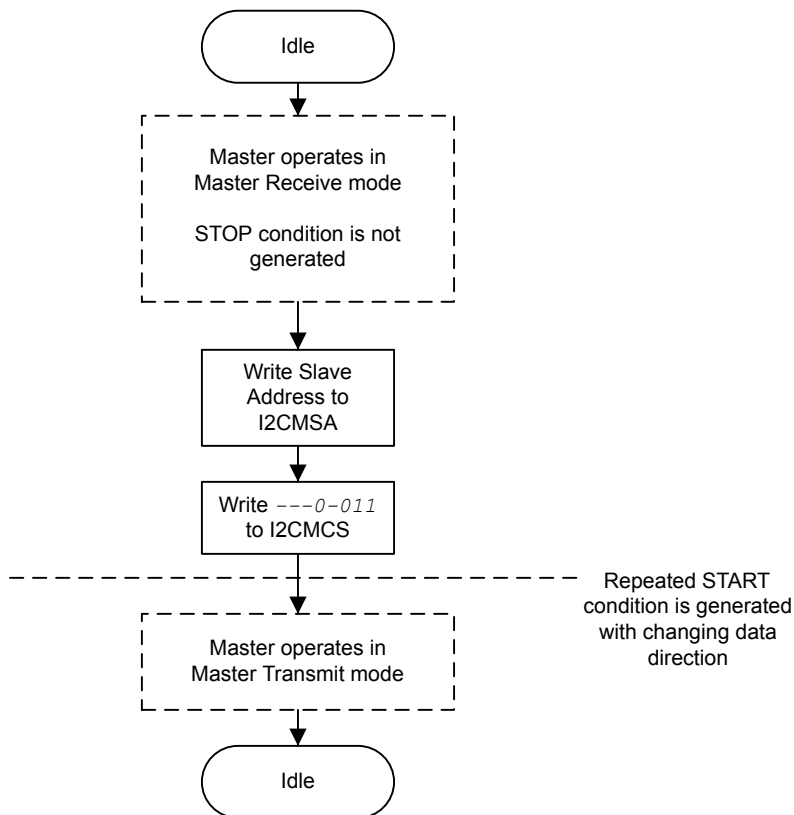 Idle
Master operates in
Master Receive mode
STOP condition is not
generated
Write Slave
Address to
I2CMSA
Write ---0-011
to I2CMCS
Repeated START
condition is generated
with changing data
direction
Master operates in
Master Transmit mode
Idle